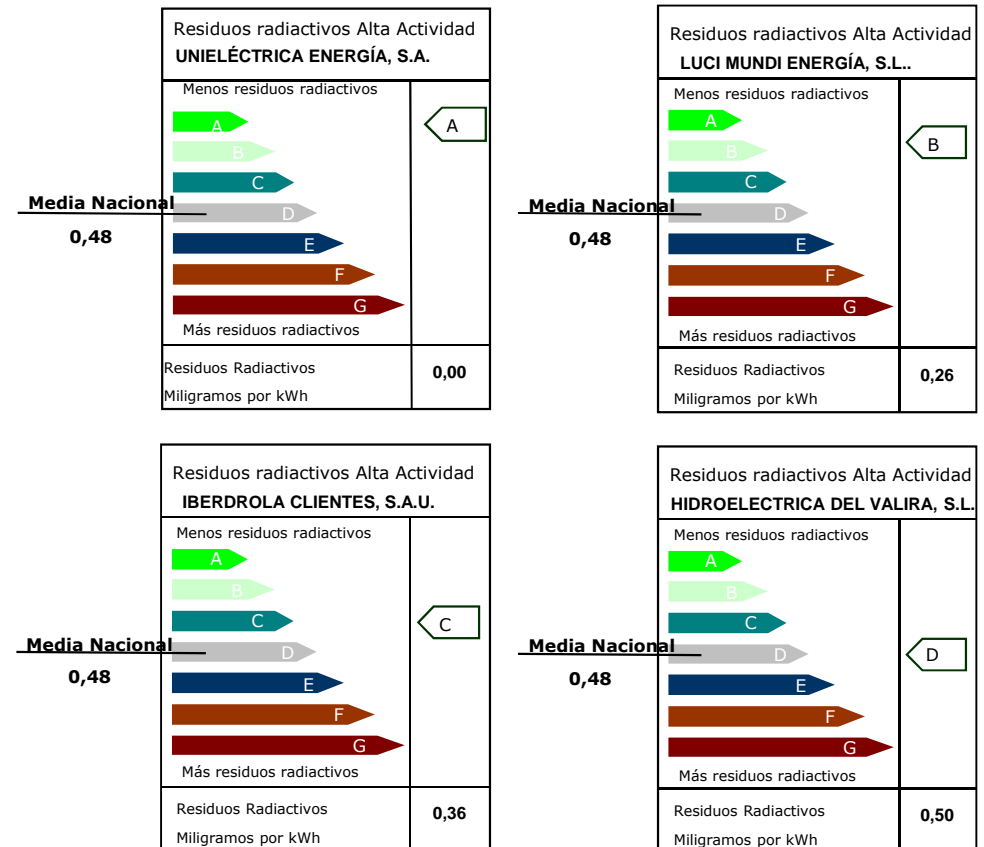 Residuos radiactivos Alta Actividad
UNIELÉCTRICA ENERGÍA, S.A.
Menos residuos radiactivos
A
A
B
C
Media Nacional
D
0,48
E
F
G
Más residuos radiactivos
Residuos Radiactivos
0,00
Miligramos por kWh
Residuos radiactivos Alta Actividad
LUCI MUNDI ENERGÍA, S.L..
Menos residuos radiactivos
A
B
B
C
Media Nacional
D
0,48
E
F
G
Más residuos radiactivos
Residuos Radiactivos
0,26
Miligramos por kWh
Residuos radiactivos Alta Actividad
IBERDROLA CLIENTES, S.A.U.
Menos residuos radiactivos
A
B
C
C
Media Nacional
D
0,48
E
F
G
Más residuos radiactivos
Residuos Radiactivos
0,36
Miligramos por kWh
Residuos radiactivos Alta Actividad
HIDROELECTRICA DEL VALIRA, S.L.
Menos residuos radiactivos
A
B
C
Media Nacional
D
D
0,48
E
F
G
Más residuos radiactivos
Residuos Radiactivos
0,50
Miligramos por kWh